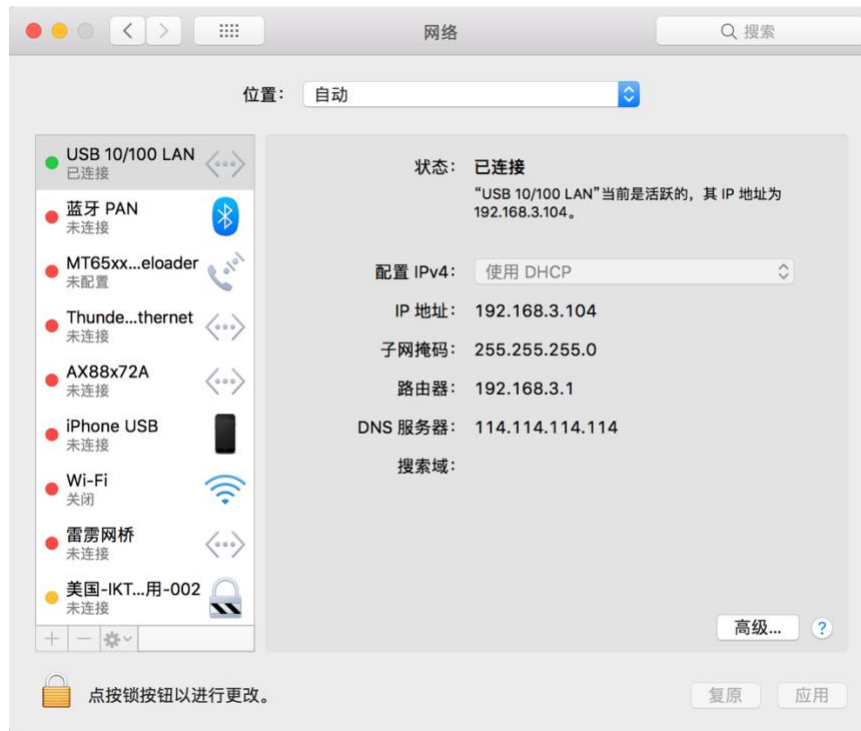 网络
搜索
位置： 自动
USB 10/100 LAN
已连接
蓝牙 PAN
未连接
MT65xx...eloader
未配置
Thunde...thernet
未连接
AX88x72A
未连接
iPhone USB
未连接
Wi-Fi
关闭
雷雳网桥
未连接
美国-IKT...用-002
未连接
状态： 已连接
“USB 10/100 LAN”当前是活跃的，其 IP 地址为
192.168.3.104。
配置 IPv4： 使用 DHCP
IP 地址： 192.168.3.104
子网掩码： 255.255.255.0
路由器： 192.168.3.1
DNS 服务器： 114.114.114.114
搜索域：
高级... ?
点按锁按钮以进行更改。
复原 应用